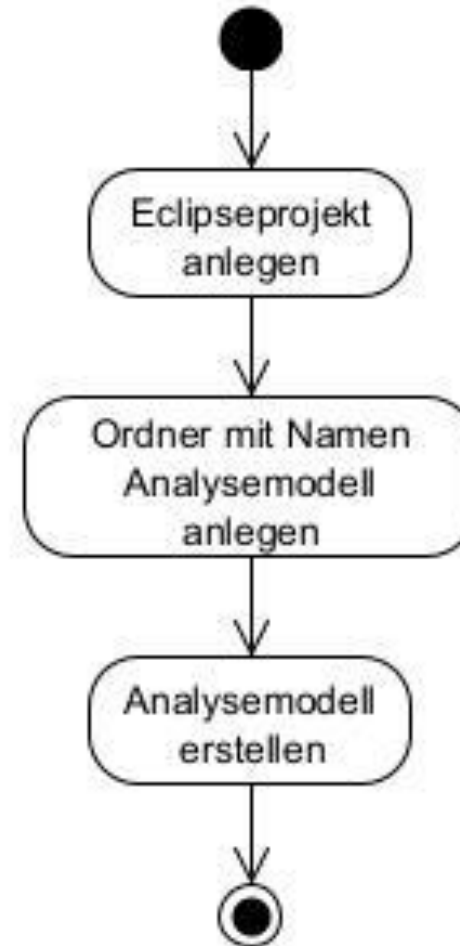 Eclipseprojekt
anlegen
Ordner mit Namen
Analysemodell
anlegen
Analysemodell
erstellen